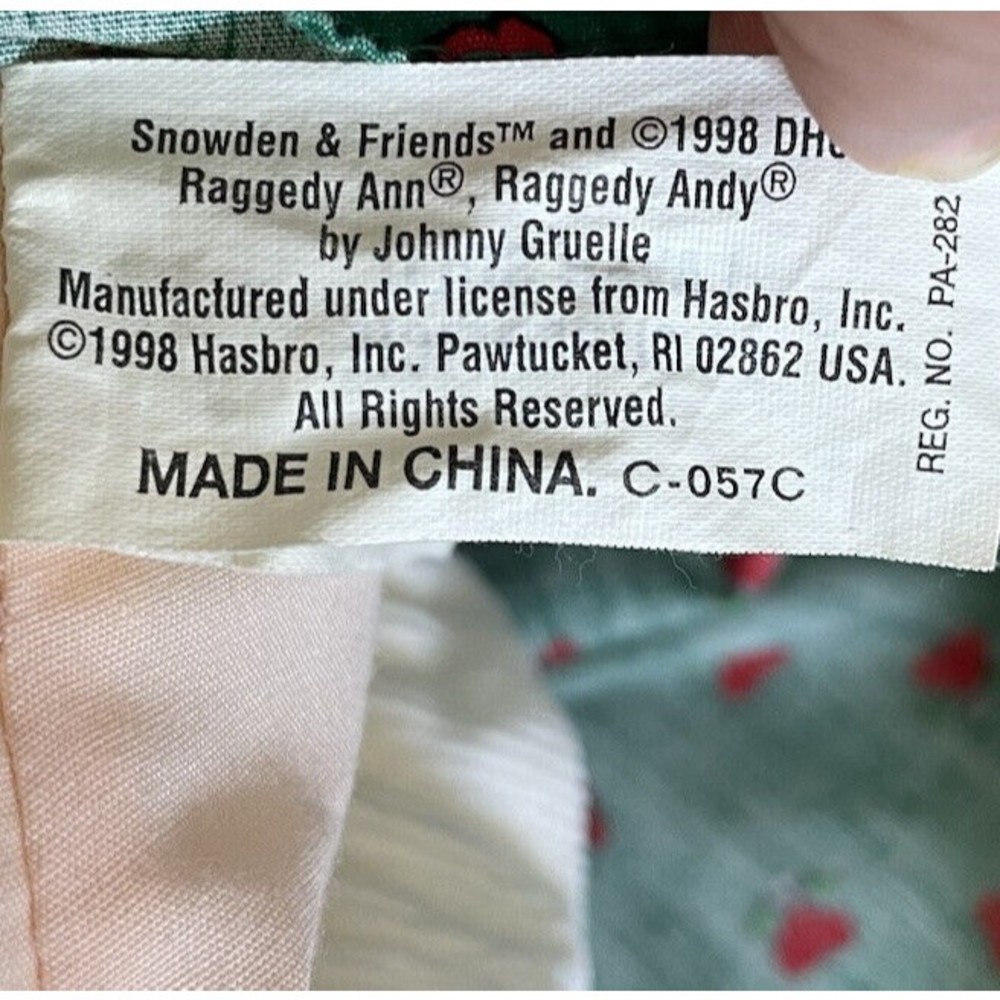 Snowden & Friends™ and ©1998
Raggedy Ann®, Raggedy Andy®
by Johnny Gruelle
Manufactured under license from Hasbro, Inc.
©1998 Hasbro, Inc. Pawtucket, RI 02862 USA.
All Rights Reserved.
MADE IN CHINA. C-057C
REG. NO. PA-282